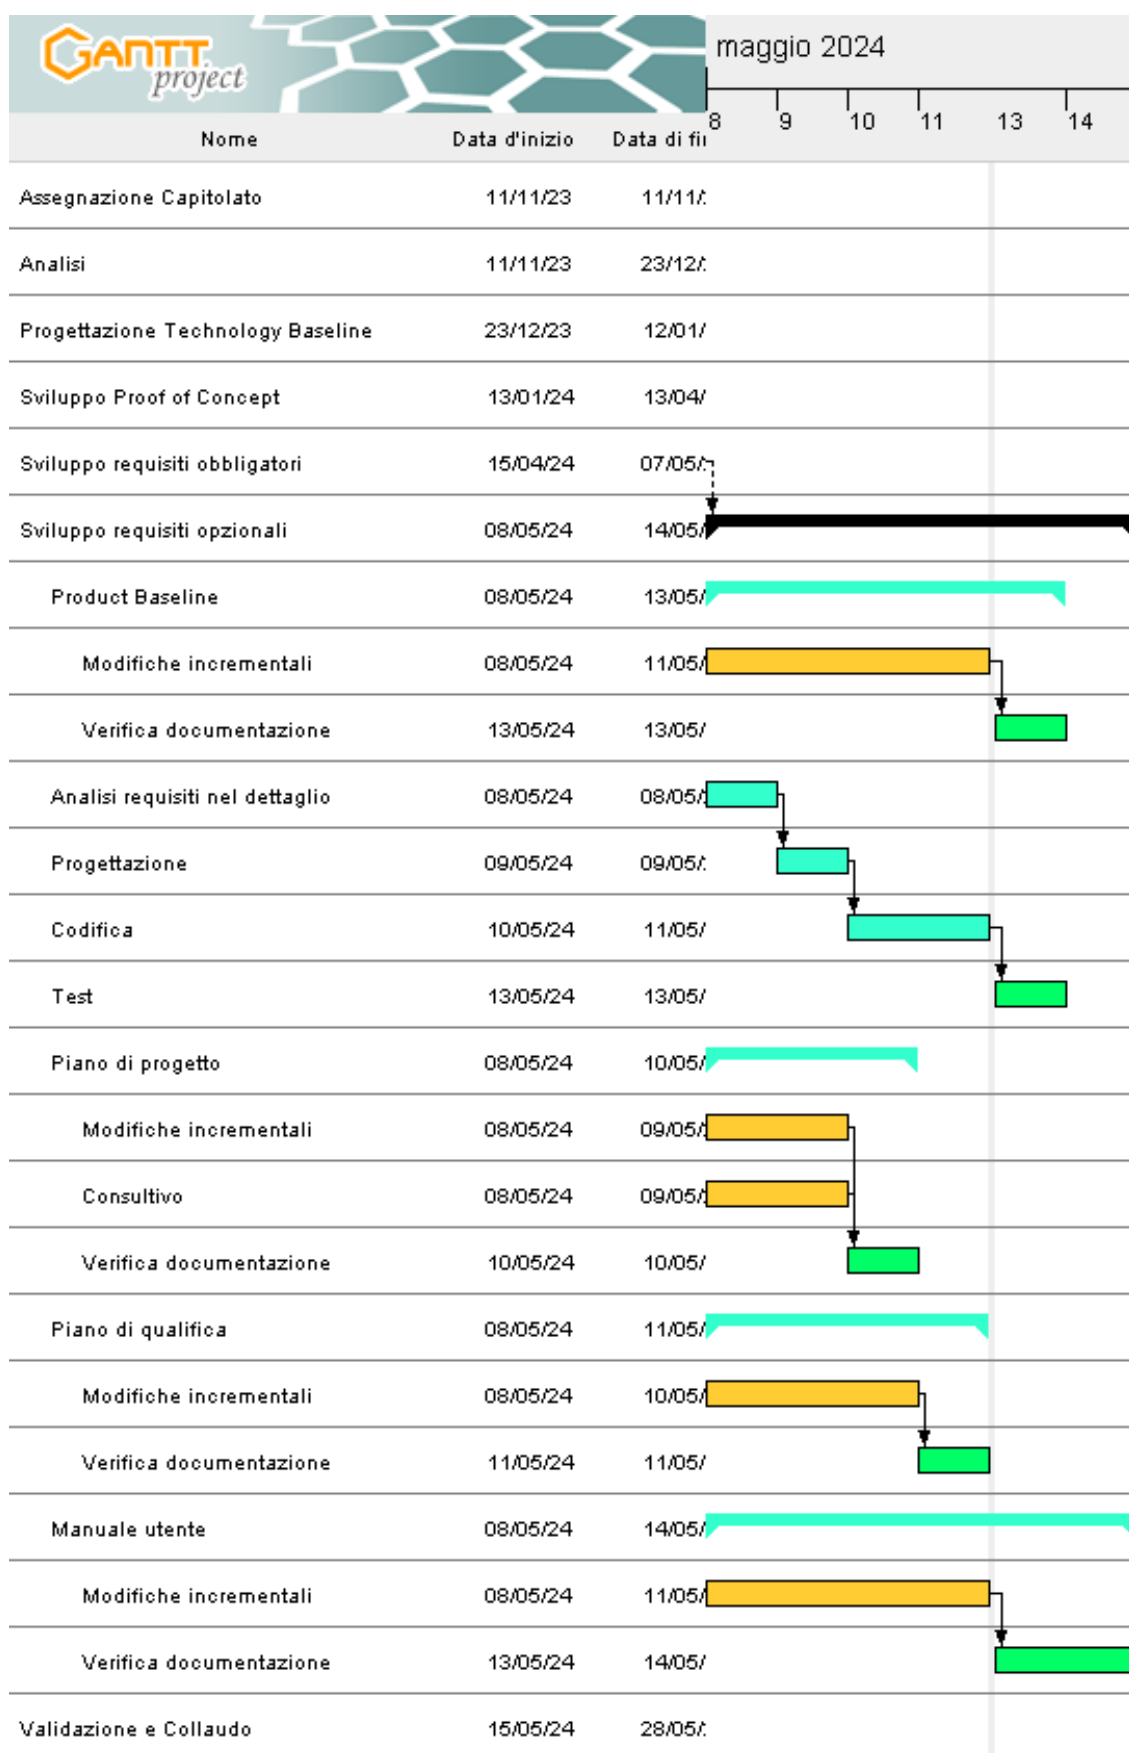 GANTT project
maggio 2024
8 9 10 11 13 14
Nome Data d'inizio Data di fi
Assegnazione Capitolato 11/11/23 11/11/
Analisi 11/11/23 23/12/
Progettazione Technology Baseline 23/12/23 12/01/
Sviluppo Proof of Concept 13/01/24 13/04/
Sviluppo requisiti obbligatori 15/04/24 07/05/
Sviluppo requisiti opzionali 08/05/24 14/05/
Product Baseline 08/05/24 13/05/
Modifiche incrementali 08/05/24 11/05/
Verifica documentazione 13/05/24 13/05/
Analisi requisiti nel dettaglio 08/05/24 08/05/
Progettazione 09/05/24 09/05/
Codifica 10/05/24 11/05/
Test 13/05/24 13/05/
Piano di progetto 08/05/24 10/05/
Modifiche incrementali 08/05/24 09/05/
Consultivo 08/05/24 09/05/
Verifica documentazione 10/05/24 10/05/
Piano di qualifica 08/05/24 11/05/
Modifiche incrementali 08/05/24 10/05/
Verifica documentazione 11/05/24 11/05/
Manuale utente 08/05/24 14/05/
Modifiche incrementali 08/05/24 11/05/
Verifica documentazione 13/05/24 14/05/
Validazione e Collaudo 15/05/24 28/05/